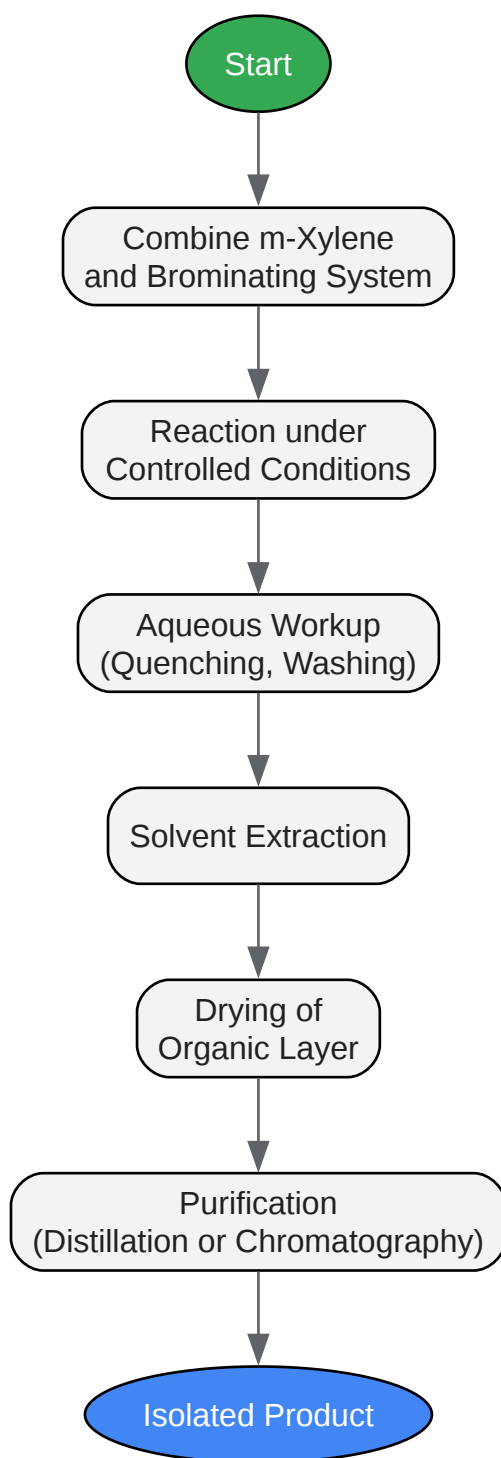 Start
Combine m-Xylene
and Brominating System
Reaction under
Controlled Conditions
Aqueous Workup
(Quenching, Washing)
Solvent Extraction
Drying of
Organic Layer
Purification
(Distillation or Chromatography)
Isolated Product